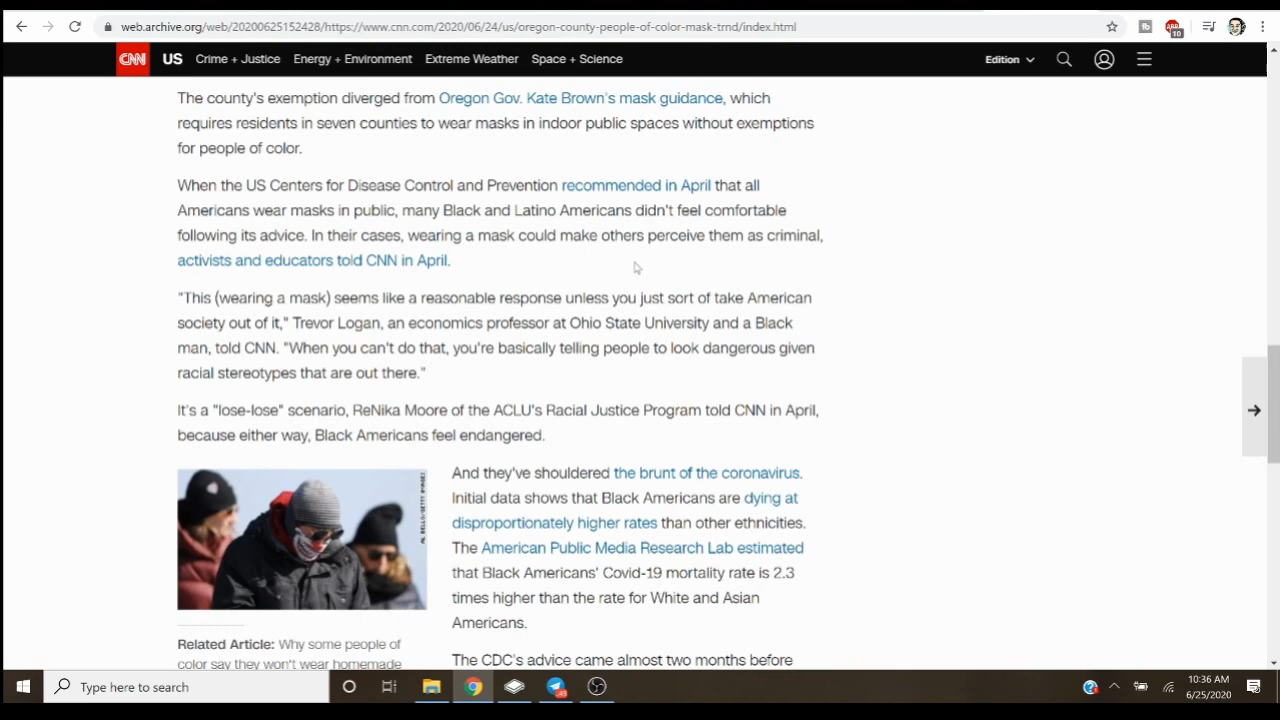 web.archive.org/web/20200625152428/https://www.cnn.com/2020/06/24/us/oregon-county-people-of-color-mask-trnd/index.html
10
CNN US Crime + Justice Energy + Environment Extreme Weather Space + Science Edition
The county's exemption diverged from Oregon Gov. Kate Brown's mask guidance, which
requires residents in seven counties to wear masks in indoor public spaces without exemptions
for people of color.
When the US Centers for Disease Control and Prevention recommended in April that all
Americans wear masks in public, many Black and Latino Americans didn't feel comfortable
following its advice. In their cases, wearing a mask could make others perceive them as criminal,
activists and educators told CNN in April.
"This (wearing a mask) seems like a reasonable response unless you just sort of take American
society out of it," Trevor Logan, an economics professor at Ohio State University and a Black
man, told CNN. "When you can't do that, you're basically telling people to look dangerous given
racial stereotypes that are out there."
It's a "lose-lose" scenario, ReNika Moore of the ACLU's Racial Justice Program told CNN in April,
because either way, Black Americans feel endangered.
AL BELLO/GETTY IMAGES
And they've shouldered the brunt of the coronavirus.
Initial data shows that Black Americans are dying at
disproportionately higher rates than other ethnicities.
The American Public Media Research Lab estimated
that Black Americans' Covid-19 mortality rate is 2.3
times higher than the rate for White and Asian
Americans.
Related Article: Why some people of
color say they won't wear homemade
The CDC's advice came almost two months before
Type here to search
10:36 AM
6/25/2020